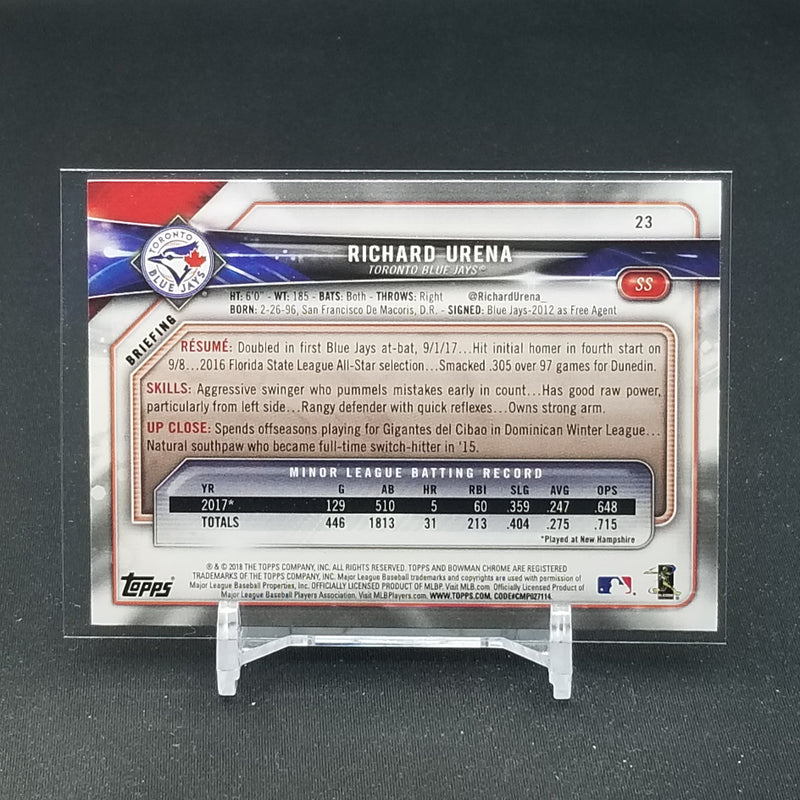 23
RICHARD URENA
TORONTO BLUE JAYS®
TORONTO
BLUE JAYS
SS
HT: 6'0" - WT: 185 - BATS: Both - THROWS: Right @RichardUrena_
BORN: 2-26-96, San Francisco De Macoris, D.R. - SIGNED: Blue Jays-2012 as Free Agent
BRIEFING
RÉSUMÉ: Doubled in first Blue Jays at-bat, 9/1/17...Hit initial homer in fourth start on
9/8...2016 Florida State League All-Star selection...Smacked .305 over 97 games for Dunedin.
SKILLS: Aggressive swinger who pummels mistakes early in count...Has good raw power,
particularly from left side...Rangy defender with quick reflexes...Owns strong arm.
UP CLOSE: Spends offseasons playing for Gigantes del Cibao in Dominican Winter League...
Natural southpaw who became full-time switch-hitter in '15.
MINOR LEAGUE BATTING RECORD
YR G AB HR RBI SLG AVG OPS
2017* 129 510 5 60 .359 .247 .648
TOTALS 446 1813 31 213 .404 .275 .715
*Played at New Hampshire
® & © 2018 THE TOPPS COMPANY, INC. ALL RIGHTS RESERVED. TOPPS AND BOWMAN CHROME ARE REGISTERED
TRADEMARKS OF THE TOPPS COMPANY, INC. Major League Baseball trademarks and copyrights are used with permission of
Major League Baseball Properties, Inc. OFFICIALLY LICENSED PRODUCT OF MLBP. Visit MLB.com. Officially Licensed Product of
Major League Baseball Players Association. Visit MLBPlayers.com. WWW.TOPPS.COM. CODE#CMP027114.
TOPPS®